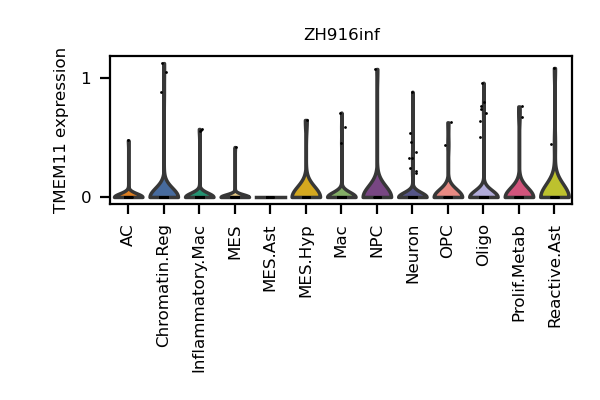 ZH916inf
TMEM11 expression
1
0
AC
Chromatin.Reg
Inflammatory.Mac
MES
MES.Ast
MES.Hyp
Mac
NPC
Neuron
OPC
Oligo
Prolif.Metab
Reactive.Ast